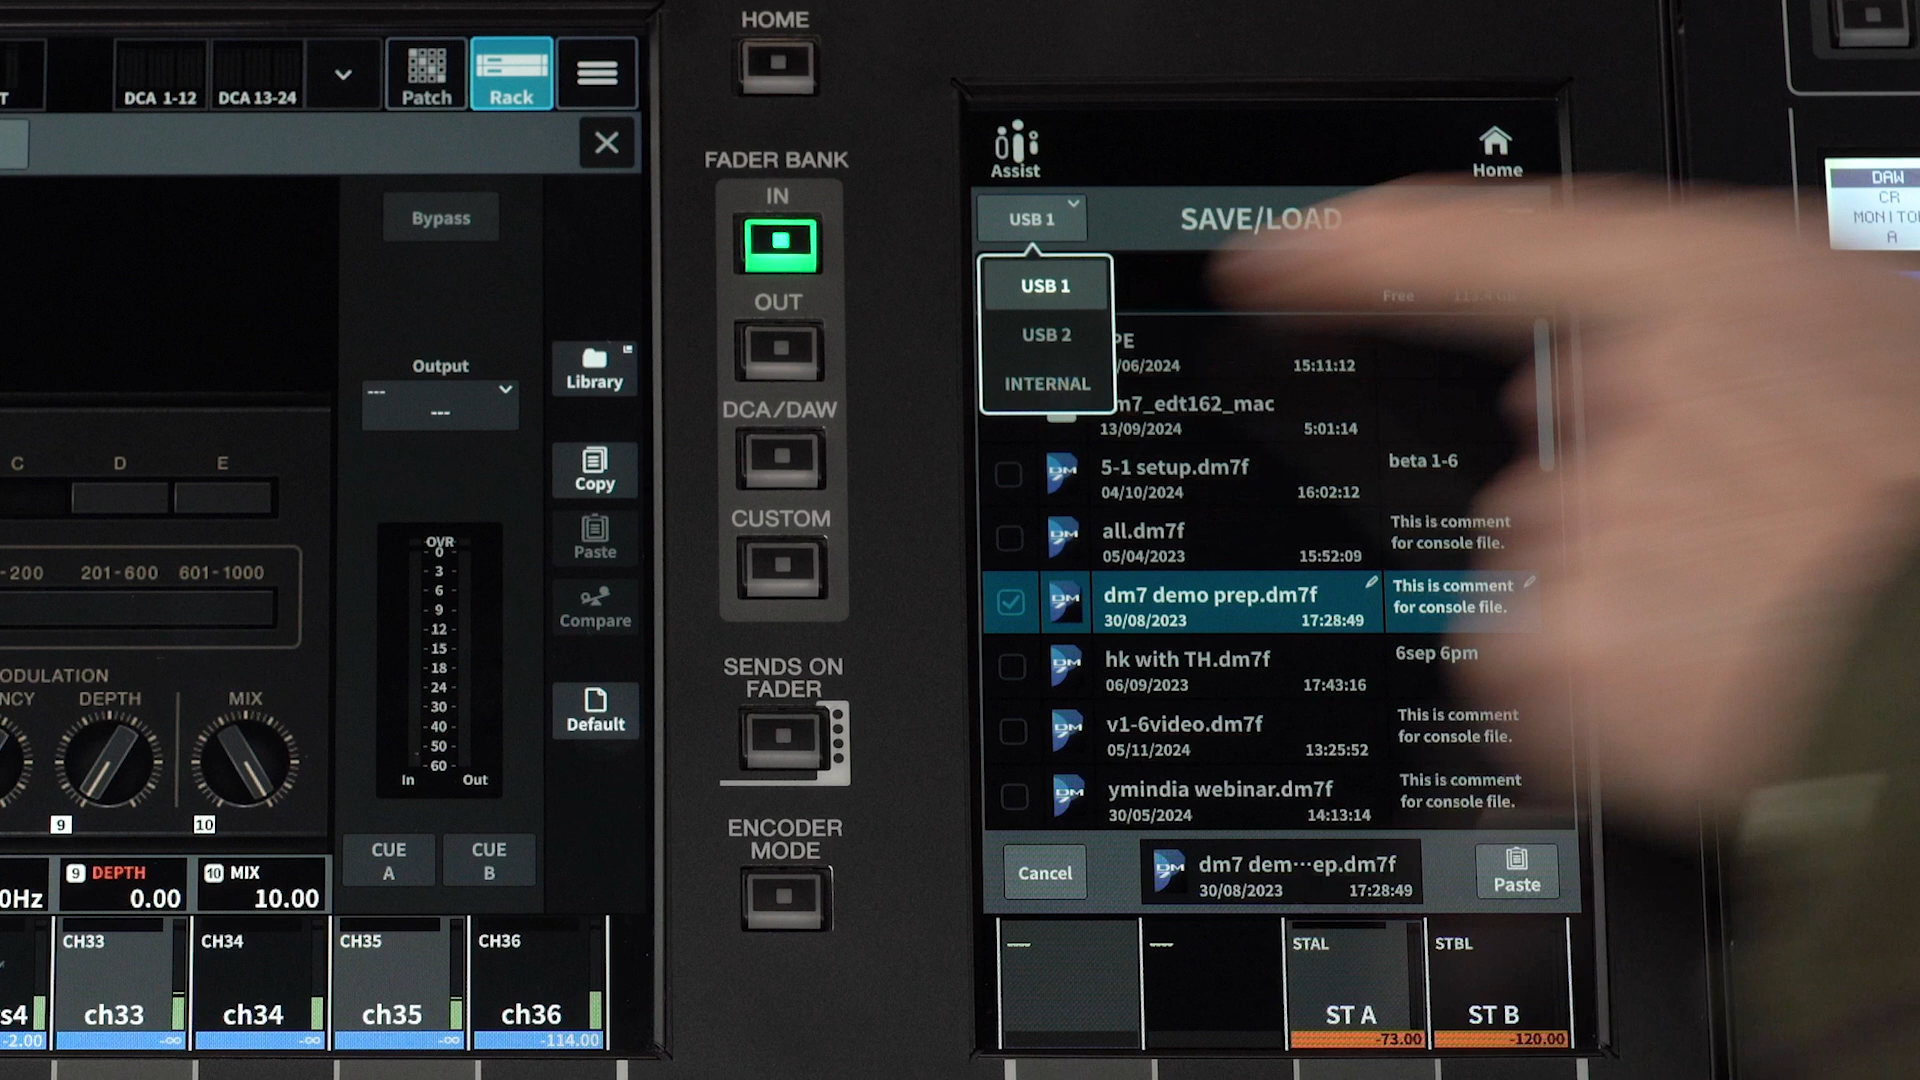 T
DCA 1-12
DCA 13-24
Patch
Rack
Bypass
Output
---
---
Library
Copy
Paste
Compare
Default
C
D
E
-200
201-600
601-1000
ODULATION
NCY
DEPTH
MIX
9
10
OVR
0
3
6
9
12
15
18
24
30
40
50
60
In
Out
CUE
A
CUE
B
0Hz
9 DEPTH
0.00
10 MIX
10.00
s4
-2.00
CH33
ch33
-∞
CH34
ch34
-∞
CH35
ch35
-∞
CH36
ch36
-114.00
HOME
FADER BANK
IN
OUT
DCA/DAW
CUSTOM
SENDS ON
FADER
ENCODER
MODE
Assist
Home
USB 1
SAVE/LOAD
USB 1
USB 2
INTERNAL
Free
PE
/06/2024 15:11:12
m7_edt162_mac
13/09/2024 5:01:14
5-1 setup.dm7f
04/10/2024 16:02:12
beta 1-6
all.dm7f
05/04/2023 15:52:09
This is comment
for console file.
dm7 demo prep.dm7f
30/08/2023 17:28:49
This is comment
for console file.
hk with TH.dm7f
06/09/2023 17:43:16
6sep 6pm
v1-6video.dm7f
05/11/2024 13:25:52
This is comment
for console file.
ymindia webinar.dm7f
30/05/2024 14:13:14
This is comment
for console file.
Cancel
dm7 dem···ep.dm7f
30/08/2023 17:28:49
Paste
STAL
ST A
-73.00
STBL
ST B
-120.00
DAW
CR
MONITO
A